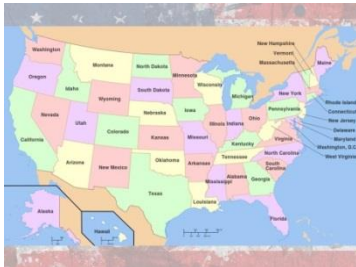 New Hampshire
Vermont
Massachusetts
Washington
Montana
North Dakota
Minnesota
Maine
Oregon
Idaho
South Dakota
Wisconsin
Michigan
New York
Wyoming
Rhode Island
Connecticut
New Jersey
Delaware
Maryland
Washington, D.C.
West Virginia
Nevada
Utah
Nebraska
Iowa
Pennsylvania
Illinois
Indiana
Ohio
California
Colorado
Kansas
Missouri
Kentucky
Virginia
Arizona
New Mexico
Oklahoma
Arkansas
Tennessee
North Carolina
South
Carolina
Mississippi
Alabama
Georgia
Texas
Louisiana
Florida
Alaska
Hawaii